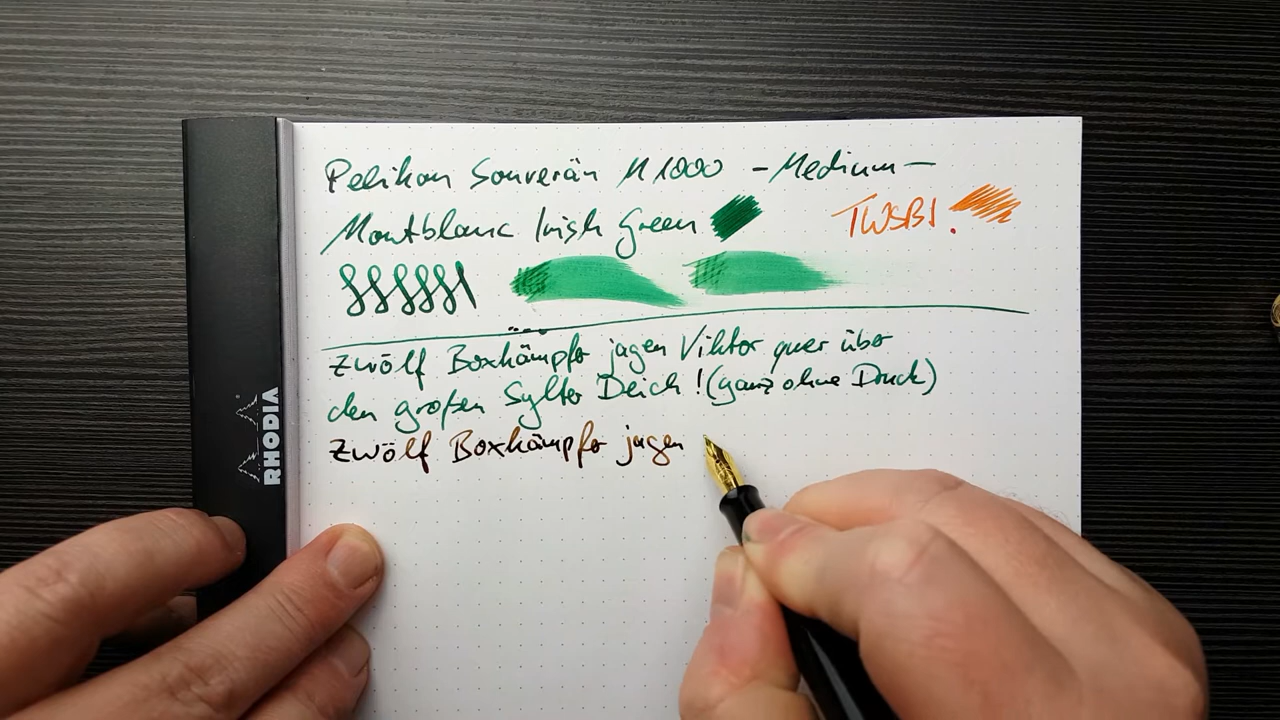 Pelikan Souverän M1000 - Medium -
Montblanc Irish Green
TWSBI.
Zwölf Boxkämpfer jagen Viktor quer über
den großen Sylter Deich! (ganz ohne Druck)
Zwölf Boxkämpfer jagen
RHODIA